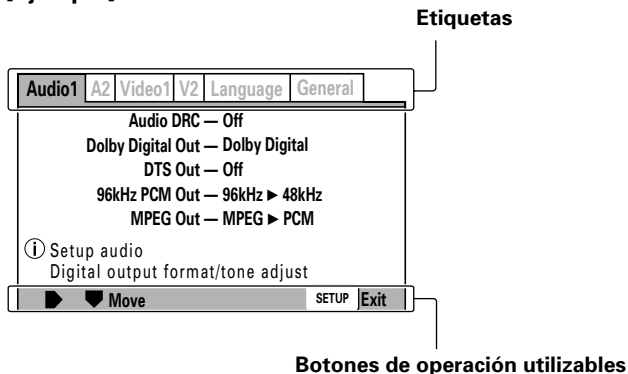 Etiquetas
Audio1 A2 Video1 V2 Language General
Audio DRC — Off
Dolby Digital Out — Dolby Digital
DTS Out — Off
96kHz PCM Out — 96kHz ► 48kHz
MPEG Out — MPEG ► PCM
i Setup audio
Digital output format/tone adjust
Move SETUP Exit
Botones de operación utilizables